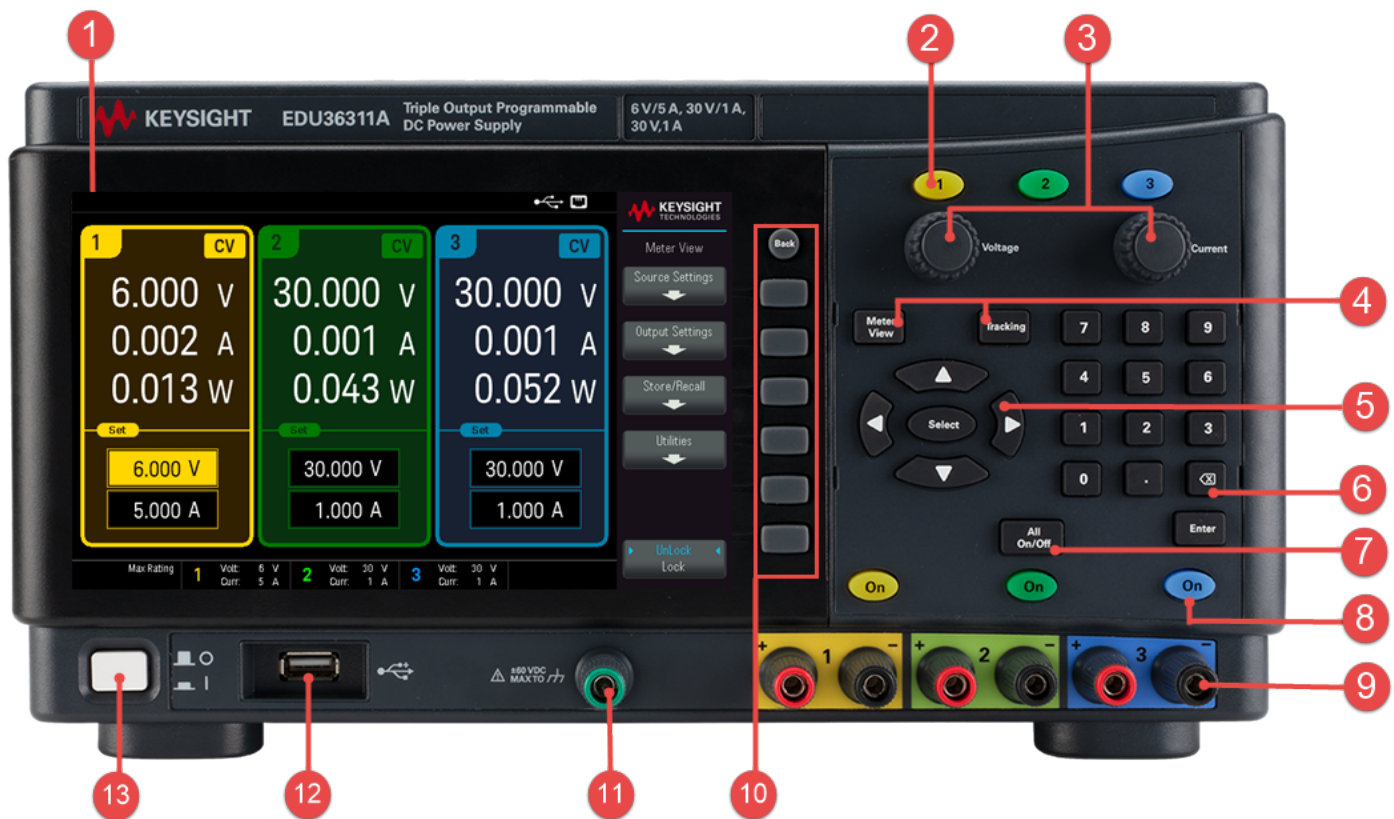 1
2
3
KEYSIGHT EDU36311A Triple Output Programmable DC Power Supply
6 V/5 A, 30 V/1 A, 30 V,1 A
1 2 3
KEYSIGHT TECHNOLOGIES
Back
Voltage
Current
1 CV
2 CV
3 CV
Meter View
Source Settings
6.000 V
30.000 V
30.000 V
0.002 A
0.001 A
0.001 A
0.013 W
0.043 W
0.052 W
Output Settings
Store/Recall
Utilities
Set
Set
Set
6.000 V
30.000 V
30.000 V
5.000 A
1.000 A
1.000 A
UnLock
Lock
Max Rating
1 Volt: 6 V
Curr: 5 A
2 Volt: 30 V
Curr: 1 A
3 Volt: 30 V
Curr: 1 A
Meter View
Tracking
4
7 8 9
4 5 6
Select
5
1 2 3
0 .
6
All On/Off
Enter
7
On
On
On
8
±60 VDC
MAX TO
+ 1 −
+ 2 −
+ 3 −
9
13
12
11
10